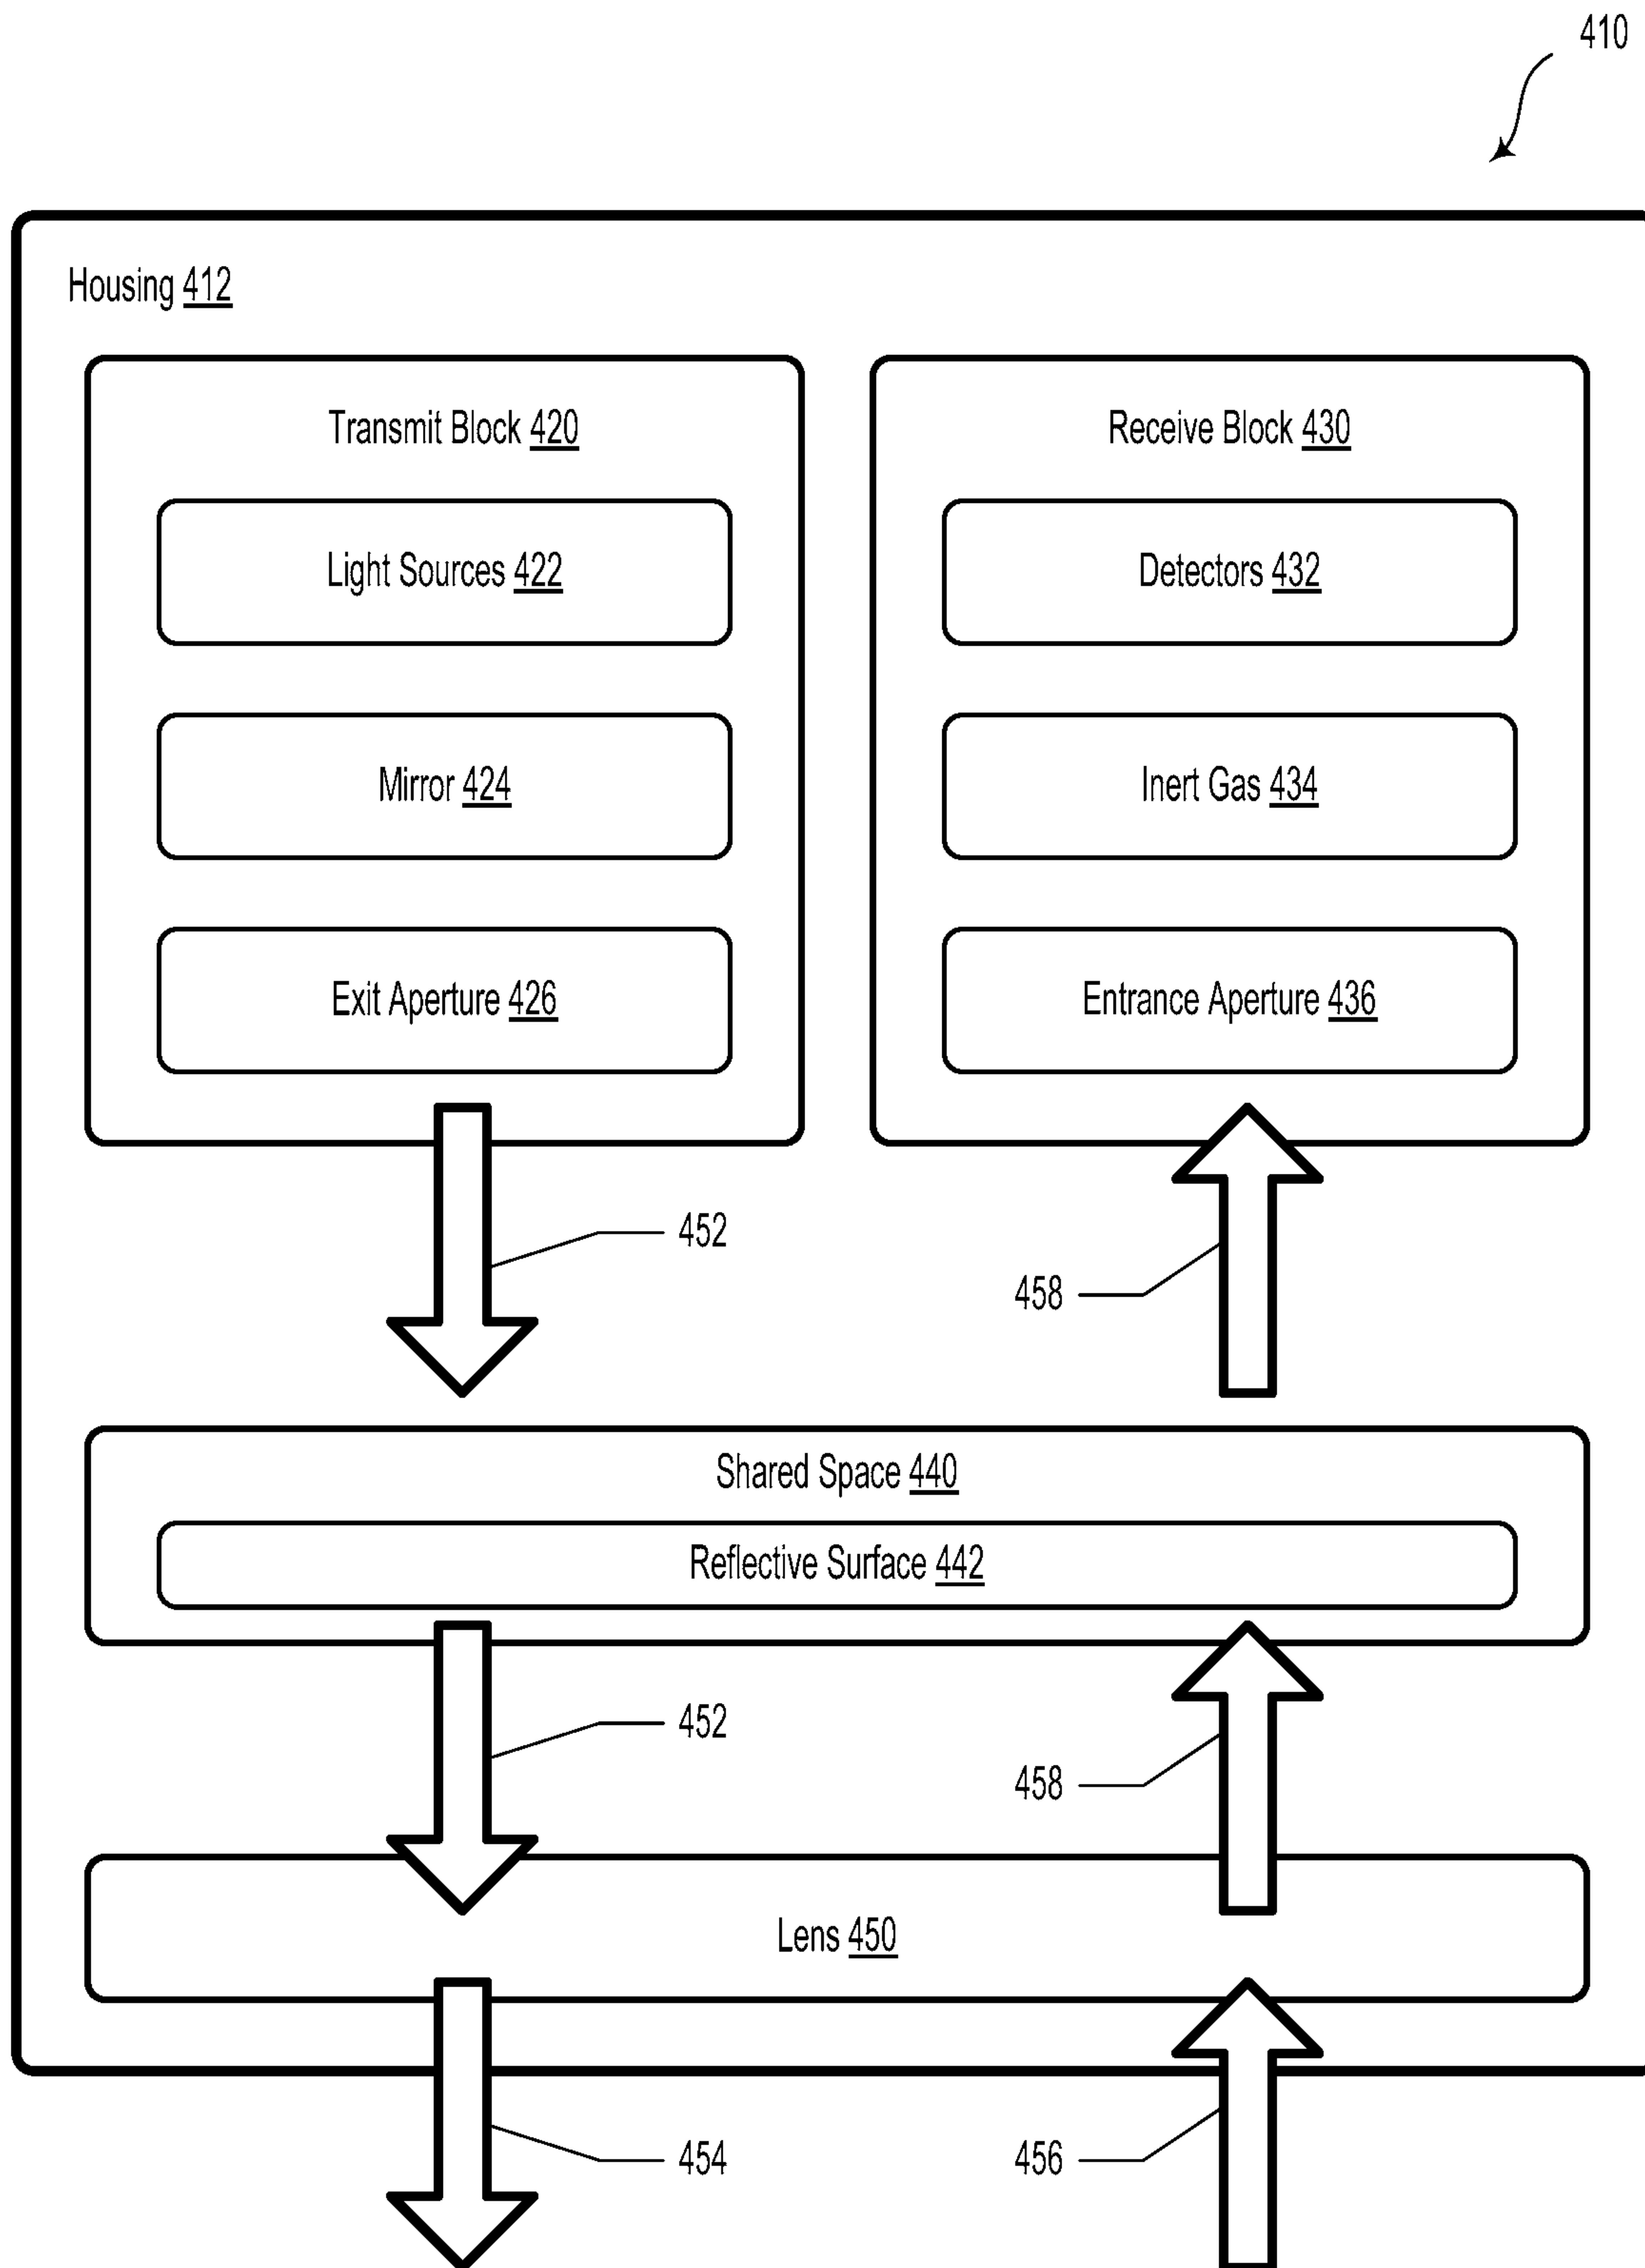 410
Housing 412
Transmit Block 420
Receive Block 430
Light Sources 422
Detectors 432
Mirror 424
Inert Gas 434
Exit Aperture 426
Entrance Aperture 436
452
458
Shared Space 440
Reflective Surface 442
452
458
Lens 450
454
456